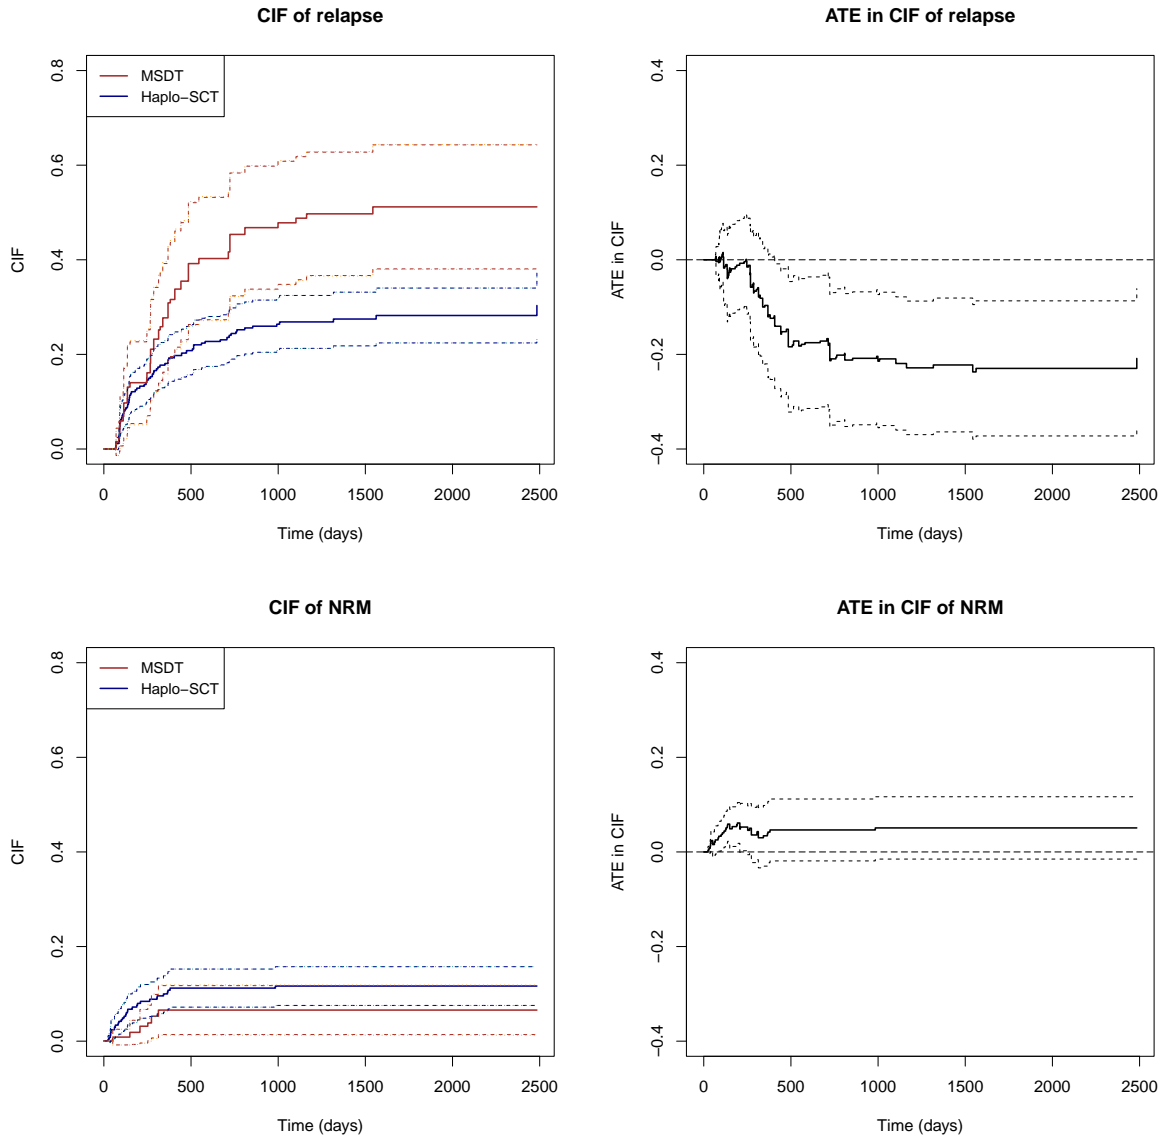 CIF of relapse
CIF
0.0
0.2
0.4
0.6
0.8
MSDT
Haplo−SCT
0
500
1000
1500
2000
2500
Time (days)
ATE in CIF of relapse
ATE in CIF
−0.4
−0.2
0.0
0.2
0.4
0
500
1000
1500
2000
2500
Time (days)
CIF of NRM
CIF
0.0
0.2
0.4
0.6
0.8
MSDT
Haplo−SCT
0
500
1000
1500
2000
2500
Time (days)
ATE in CIF of NRM
ATE in CIF
−0.4
−0.2
0.0
0.2
0.4
0
500
1000
1500
2000
2500
Time (days)